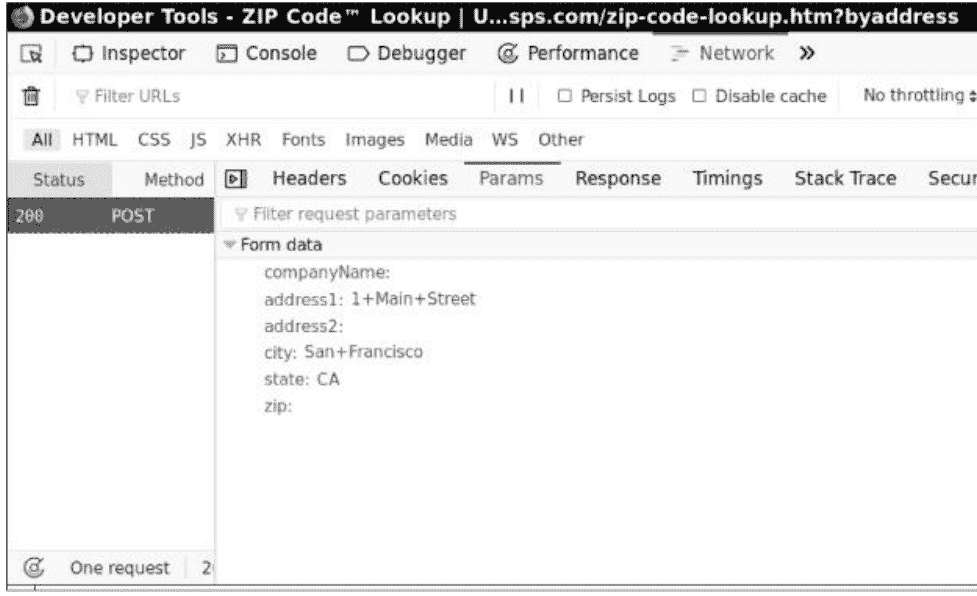 Developer Tools - ZIP Code™ Lookup | U...sps.com/zip-code-lookup.htm?byaddress
Inspector Console Debugger Performance Network »
Filter URLs Persist Logs Disable cache No throttling
All HTML CSS JS XHR Fonts Images Media WS Other
Status Method Headers Cookies Params Response Timings Stack Trace Secur
200 POST Filter request parameters
Form data
companyName:
address1: 1+Main+Street
address2:
city: San+Francisco
state: CA
zip:
One request 2